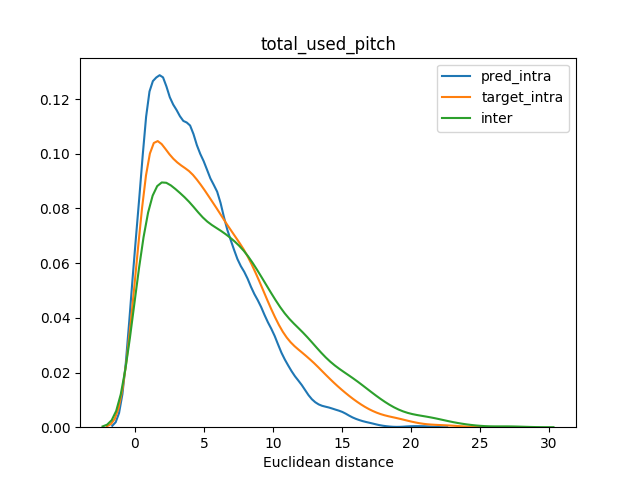 total_used_pitch
pred_intra
target_intra
inter
0.12
0.10
0.08
0.06
0.04
0.02
0.00
0 5 10 15 20 25 30
Euclidean distance